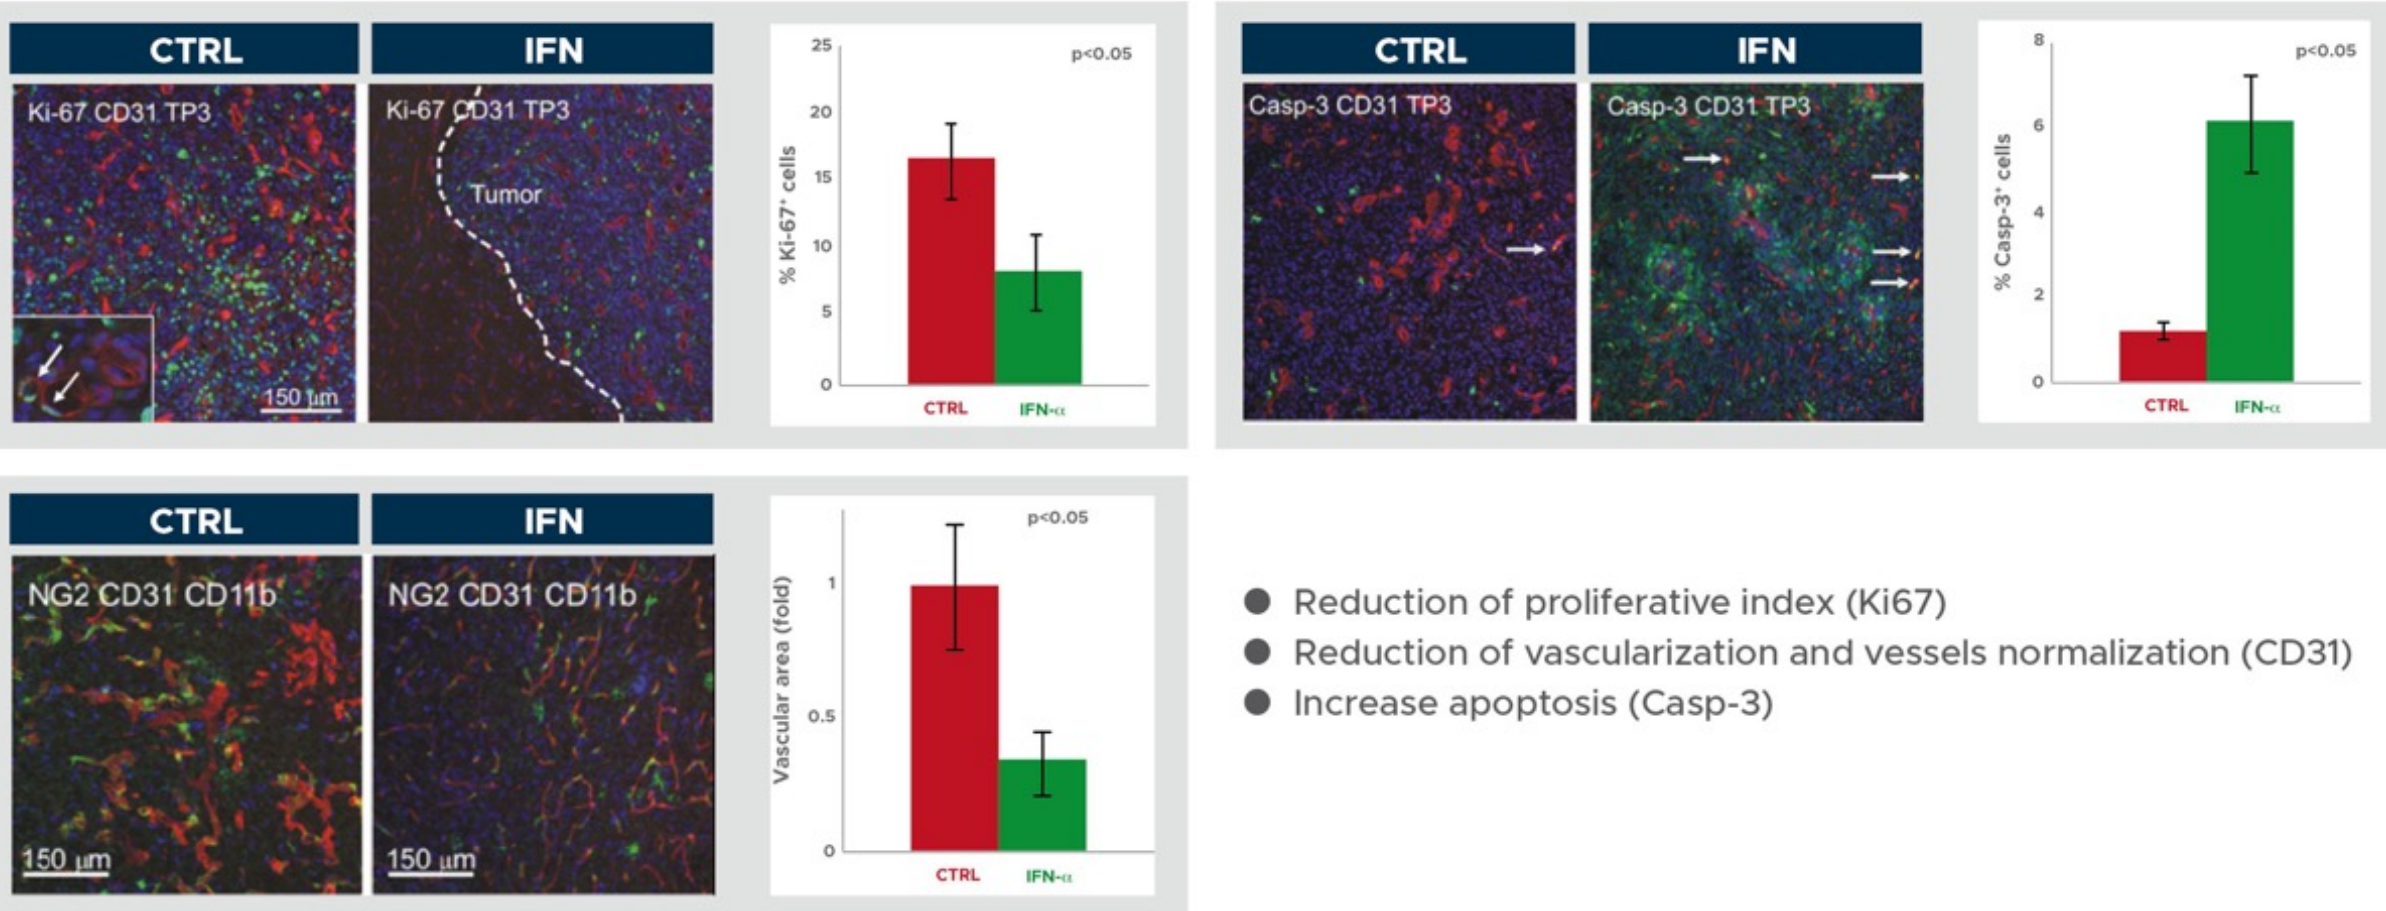 CTRL
IFN
Ki-67 CD31 TP3
150 µm
Ki-67 CD31 TP3
Tumor
p<0.05
% Ki-67⁺ cells
25
20
15
10
5
0
CTRL
IFN-α
CTRL
IFN
Casp-3 CD31 TP3
Casp-3 CD31 TP3
p<0.05
% Casp-3⁺ cells
8
6
4
2
0
CTRL
IFN-α
CTRL
IFN
NG2 CD31 CD11b
150 µm
NG2 CD31 CD11b
150 µm
p<0.05
Vascular area (fold)
1
0.5
0
CTRL
IFN-α
● Reduction of proliferative index (Ki67)
● Reduction of vascularization and vessels normalization (CD31)
● Increase apoptosis (Casp-3)